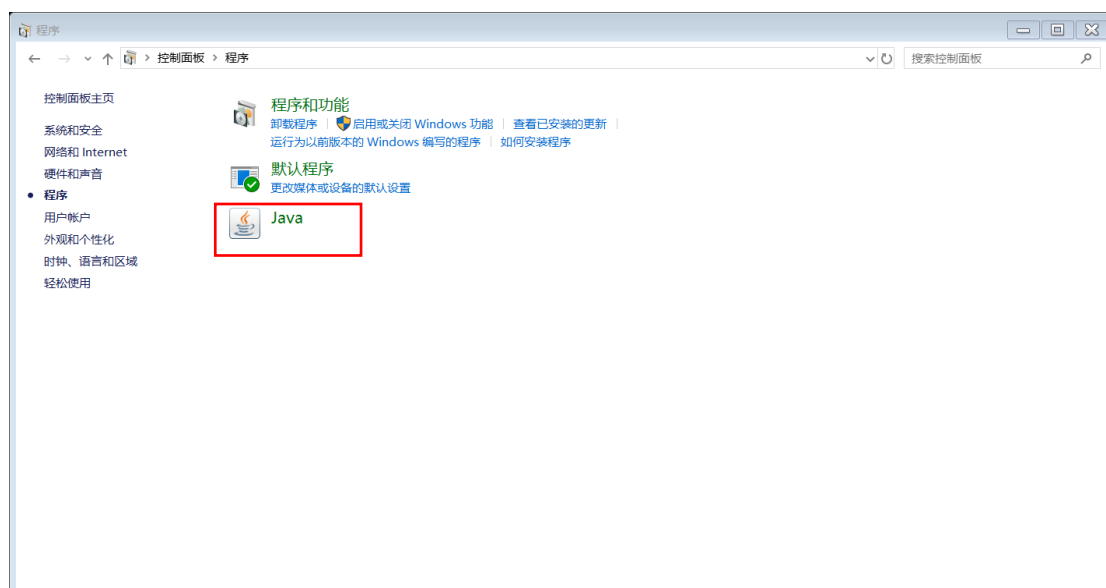 程序
控制面板 > 程序
搜索控制面板
控制面板主页
系统和安全
网络和 Internet
硬件和声音
程序
用户帐户
外观和个性化
时钟、语言和区域
轻松使用
程序和功能
卸载程序 | 启用或关闭 Windows 功能 | 查看已安装的更新 |
运行为以前版本的 Windows 编写的程序 | 如何安装程序
默认程序
更改媒体或设备的默认设置
Java